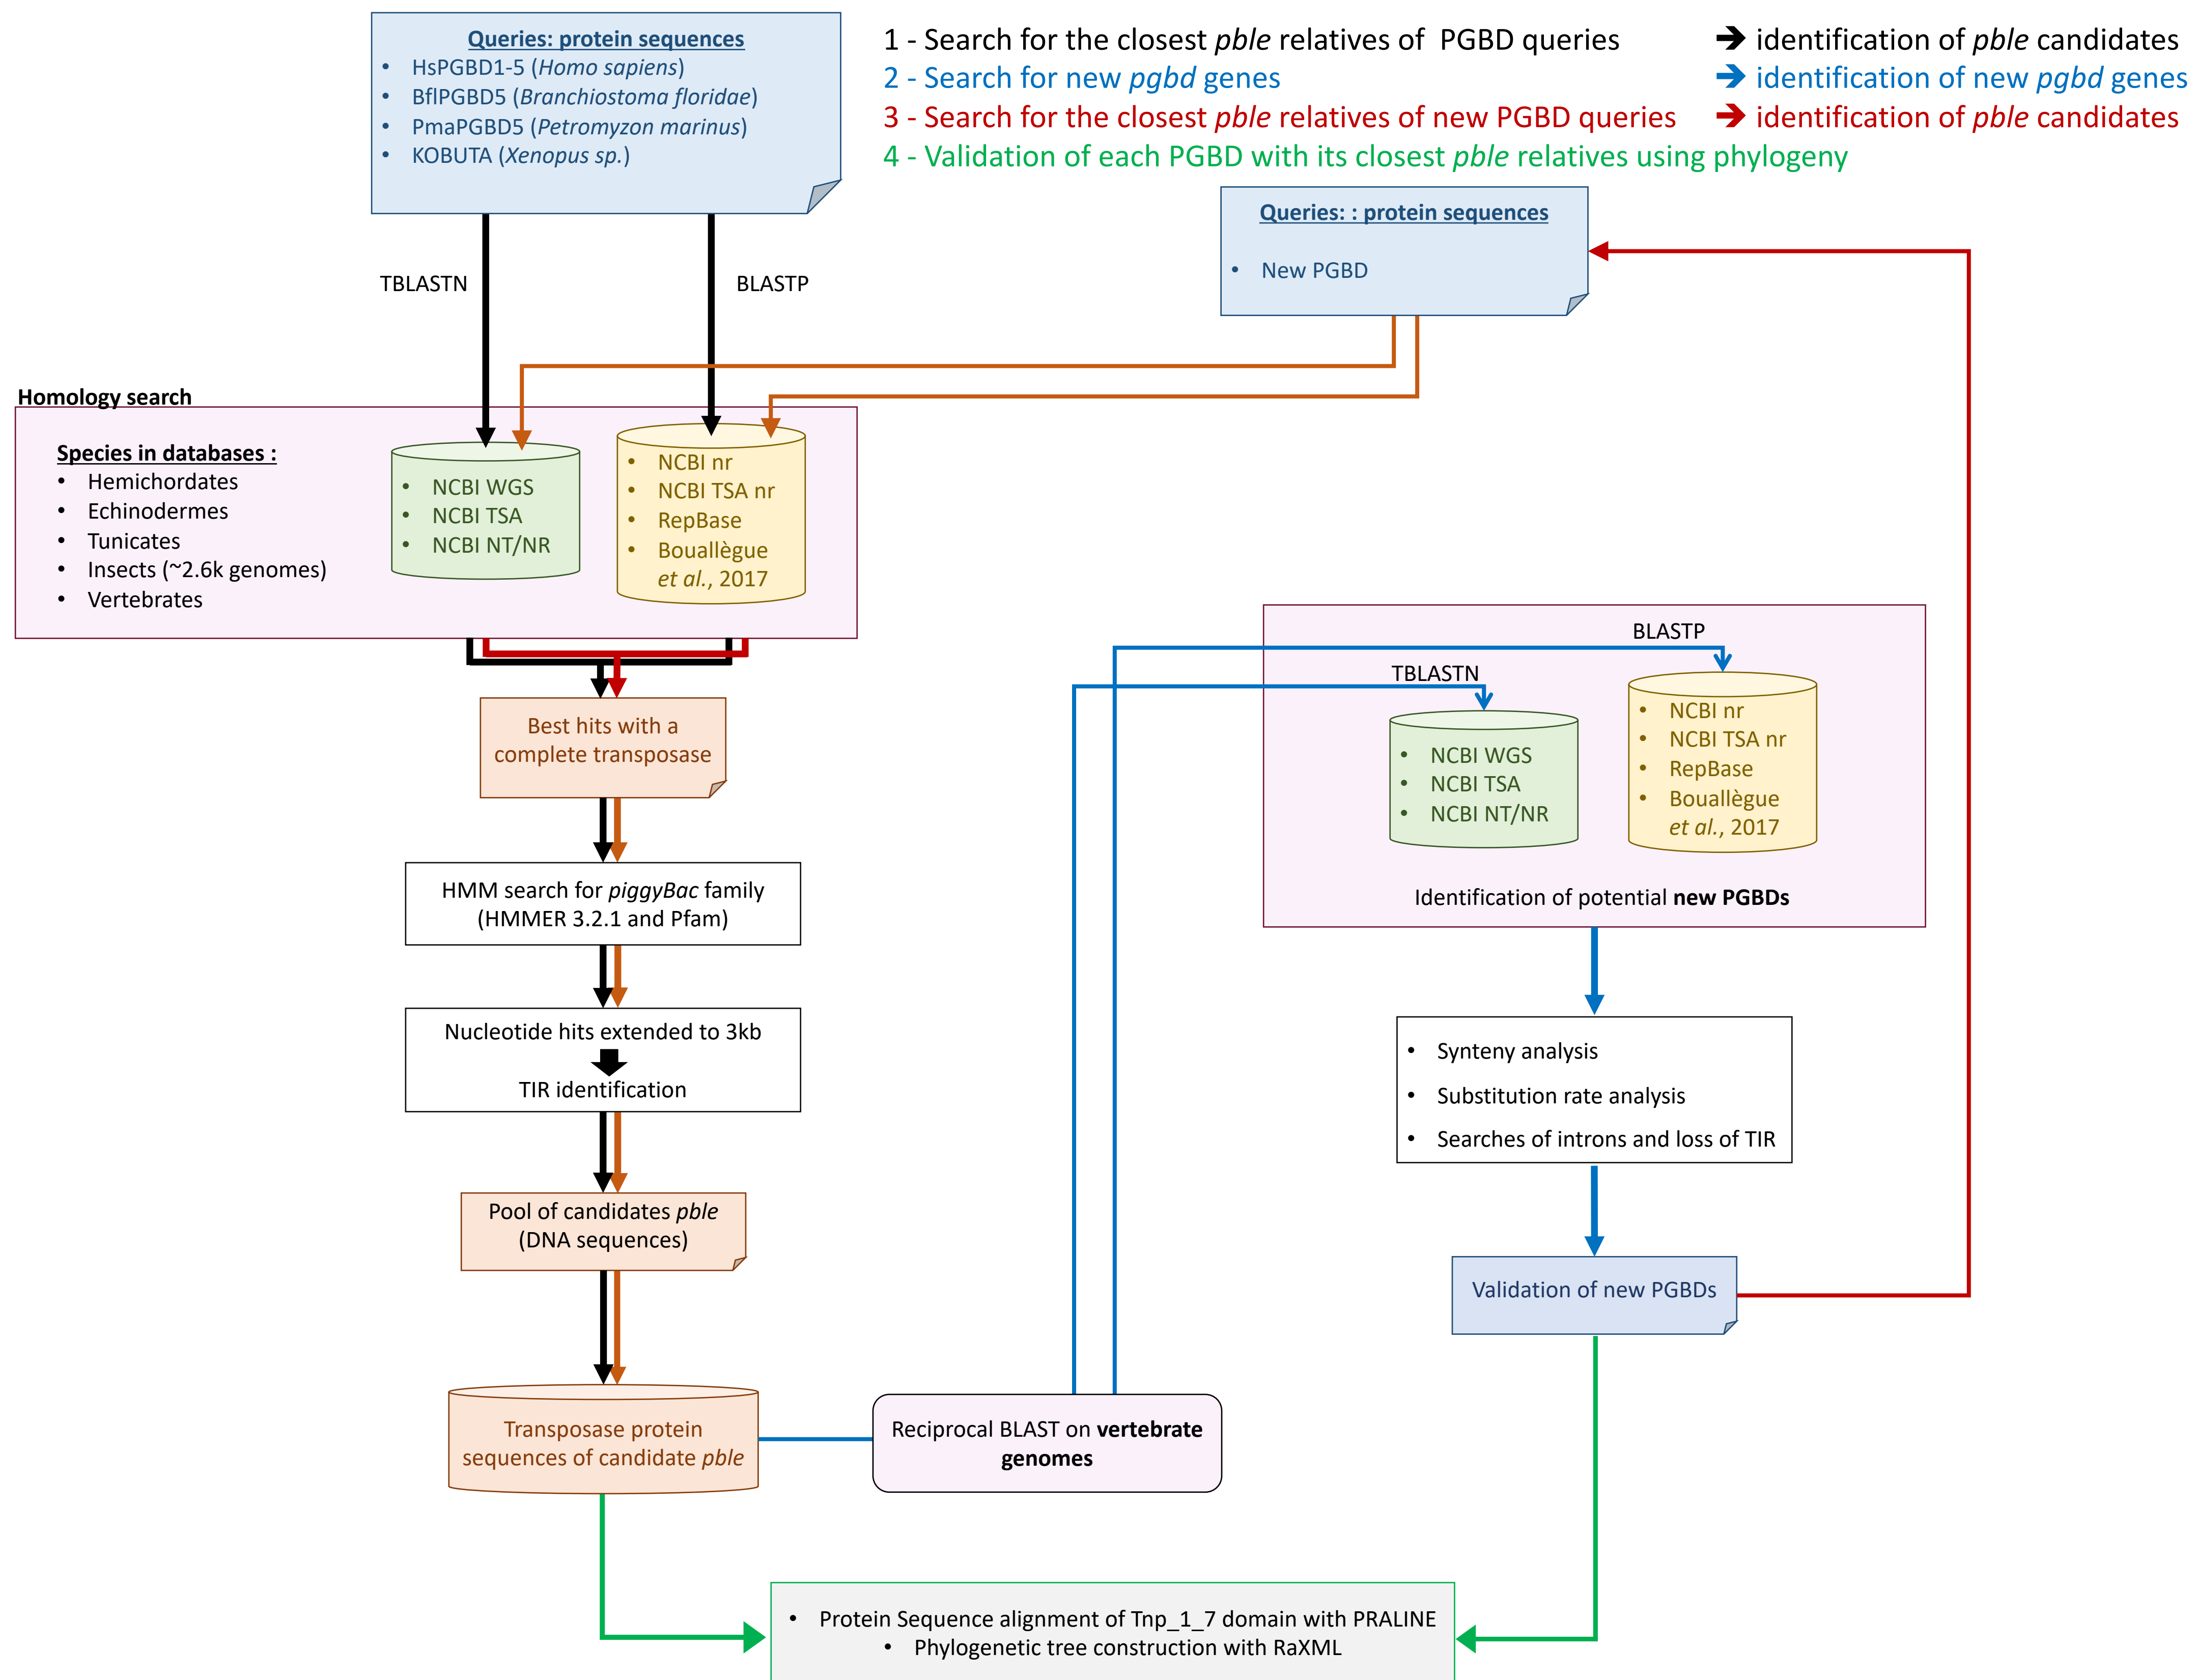 Queries: protein sequences
• HsPGBD1-5 (Homo sapiens)
• BflPGBD5 (Branchiostoma floridae)
• PmaPGBD5 (Petromyzon marinus)
• KOBUTA (Xenopus sp.)
1 - Search for the closest pble relatives of PGBD queries ➔ identification of pble candidates
2 - Search for new pgbd genes ➔ identification of new pgbd genes
3 - Search for the closest pble relatives of new PGBD queries ➔ identification of pble candidates
4 - Validation of each PGBD with its closest pble relatives using phylogeny
Queries: : protein sequences
• New PGBD
TBLASTN
BLASTP
Homology search
Species in databases :
• Hemichordates
• Echinodermes
• Tunicates
• Insects (~2.6k genomes)
• Vertebrates
• NCBI WGS
• NCBI TSA
• NCBI NT/NR
• NCBI nr
• NCBI TSA nr
• RepBase
• Bouallègue
et al., 2017
Best hits with a
complete transposase
HMM search for piggyBac family
(HMMER 3.2.1 and Pfam)
Nucleotide hits extended to 3kb
TIR identification
Pool of candidates pble
(DNA sequences)
Transposase protein
sequences of candidate pble
Reciprocal BLAST on vertebrate
genomes
BLASTP
TBLASTN
• NCBI WGS
• NCBI TSA
• NCBI NT/NR
• NCBI nr
• NCBI TSA nr
• RepBase
• Bouallègue
et al., 2017
Identification of potential new PGBDs
• Synteny analysis
• Substitution rate analysis
• Searches of introns and loss of TIR
Validation of new PGBDs
• Protein Sequence alignment of Tnp_1_7 domain with PRALINE
• Phylogenetic tree construction with RaXML